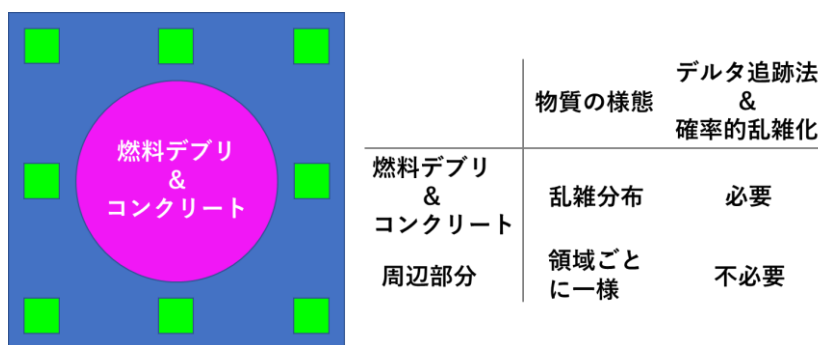 燃料デブリ
&
コンクリート
物質の様態
デルタ追跡法
&
確率的乱雑化
燃料デブリ
&
コンクリート
乱雑分布
必要
周辺部分
領域ごと
に一様
不必要